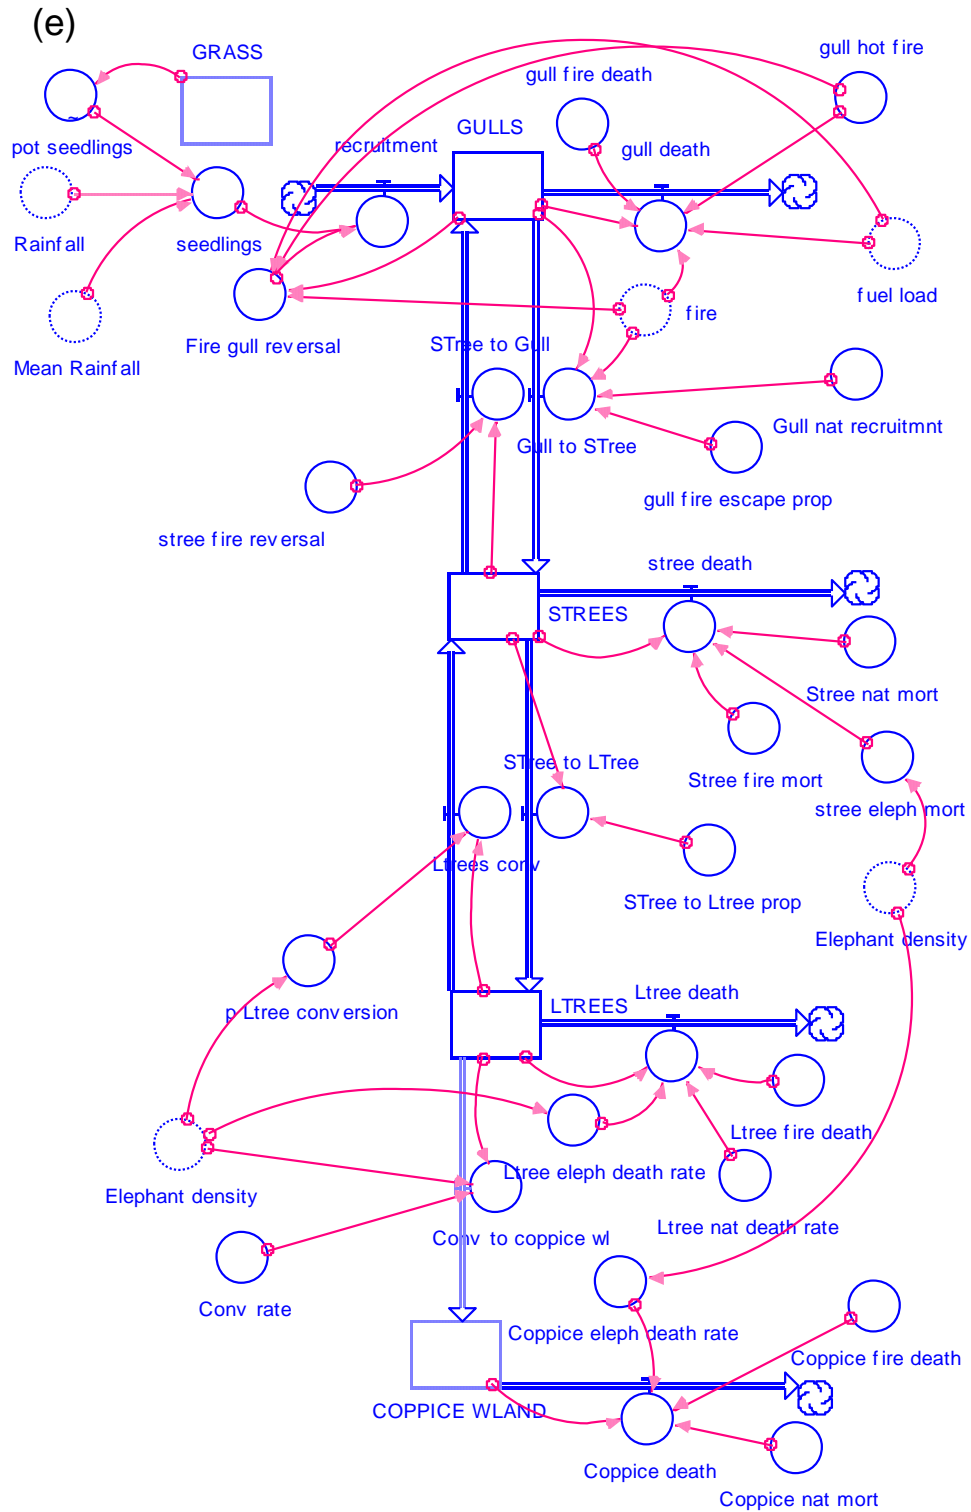 (e)
GRASS
gull hot fire
gull fire death
GULLS
pot seedlings
~
recruitment
gull death
Rainfall
seedlings
fuel load
fire
Fire gull reversal
STree to Gull
Mean Rainfall
Gull nat recruitmnt
Gull to STree
gull fire escape prop
stree fire reversal
stree death
STREES
Stree nat mort
STree to LTree
Stree fire mort
stree eleph mort
Ltrees conv
STree to Ltree prop
Elephant density
LTREES
Ltree death
p Ltree conversion
Ltree fire death
Ltree eleph death rate
Elephant density
Ltree nat death rate
Conv to coppice wl
Conv rate
Coppice eleph death rate
Coppice fire death
COPPICE WLAND
Coppice death
Coppice nat mort